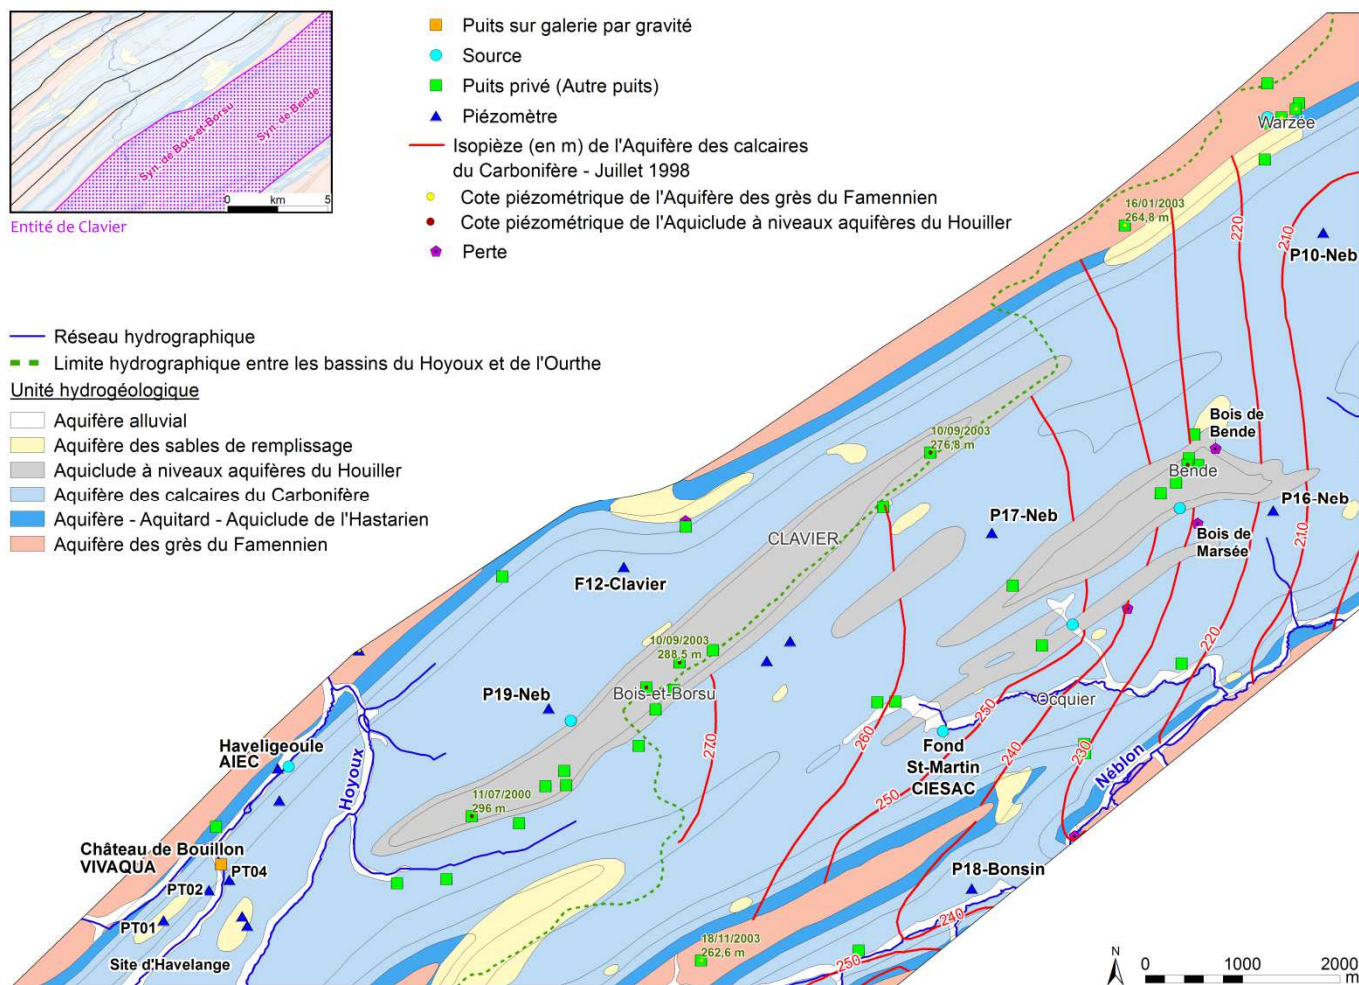 Syn. de Bois-et-Borsu
Syn. de Bende
0 km 5
Entité de Clavier
Puits sur galerie par gravité
Source
Puits privé (Autre puits)
Piézomètre
Isopièze (en m) de l'Aquifère des calcaires
du Carbonifère - Juillet 1998
Cote piézométrique de l'Aquifère des grès du Famennien
Cote piézométrique de l'Aquiclude à niveaux aquifères du Houiller
Perte
Réseau hydrographique
Limite hydrographique entre les bassins du Hoyoux et de l'Ourthe
Unité hydrogéologique
Aquifère alluvial
Aquifère des sables de remplissage
Aquiclude à niveaux aquifères du Houiller
Aquifère des calcaires du Carbonifère
Aquifère - Aquitard - Aquiclude de l'Hastarien
Aquifère des grès du Famennien
Warzée
16/01/2003
264,8 m
220
210
P10-Neb
10/09/2003
276,8 m
Bois de
Bende
Bende
P16-Neb
CLAVIER
P17-Neb
Bois de
Marsée
210
F12-Clavier
10/09/2003
288,5 m
Bois-et-Borsu
P19-Neb
220
Ocquier
250
260
270
240
230
Fond
St-Martin
CIESAC
250
Néblon
Haveligeoule
AIEC
Hoyoux
11/07/2000
296 m
Château de Bouillon
VIVAQUA
PT04
PT02
PT01
Site d'Havelange
P18-Bonsin
240
250
18/11/2003
262,6 m
N
0 1000 2000
m